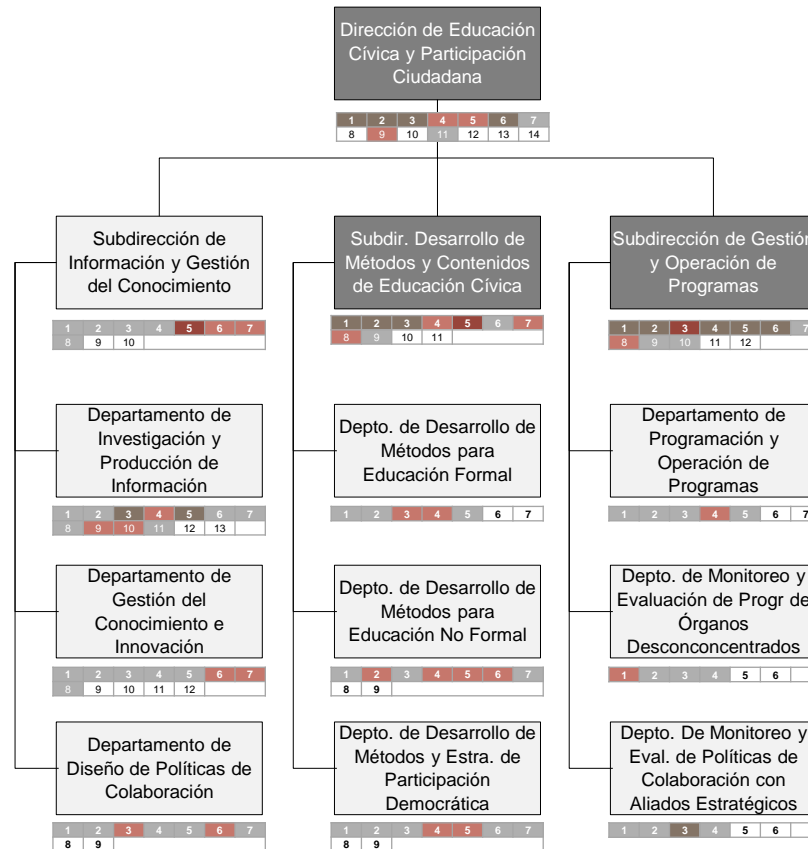 Dirección de Educación
Cívica y Participación
Ciudadana
1 2 3 4 5 6 7
8 9 10 11 12 13 14
Subdirección de
Información y Gestión
del Conocimiento
1 2 3 4 5 6 7
8 9 10
Departamento de
Investigación y
Producción de
Información
1 2 3 4 5 6 7
8 9 10 11 12 13
Departamento de
Gestión del
Conocimiento e
Innovación
1 2 3 4 5 6 7
8 9 10 11 12
Departamento de
Diseño de Políticas de
Colaboración
1 2 3 4 5 6 7
8 9
Subdir. Desarrollo de
Métodos y Contenidos
de Educación Cívica
1 2 3 4 5 6 7
8 9 10 11
Depto. de Desarrollo de
Métodos para
Educación Formal
1 2 3 4 5 6 7
Depto. de Desarrollo de
Métodos para
Educación No Formal
1 2 3 4 5 6 7
8 9
Depto. de Desarrollo de
Métodos y Estra. de
Participación
Democrática
1 2 3 4 5 6 7
8 9
Subdirección de Gestión
y Operación de
Programas
1 2 3 4 5 6 7
8 9 10 11 12
Departamento de
Programación y
Operación de
Programas
1 2 3 4 5 6 7
Depto. de Monitoreo y
Evaluación de Progr de
Órganos
Desconconcentrados
1 2 3 4 5 6
Depto. De Monitoreo y
Eval. de Políticas de
Colaboración con
Aliados Estratégicos
1 2 3 4 5 6